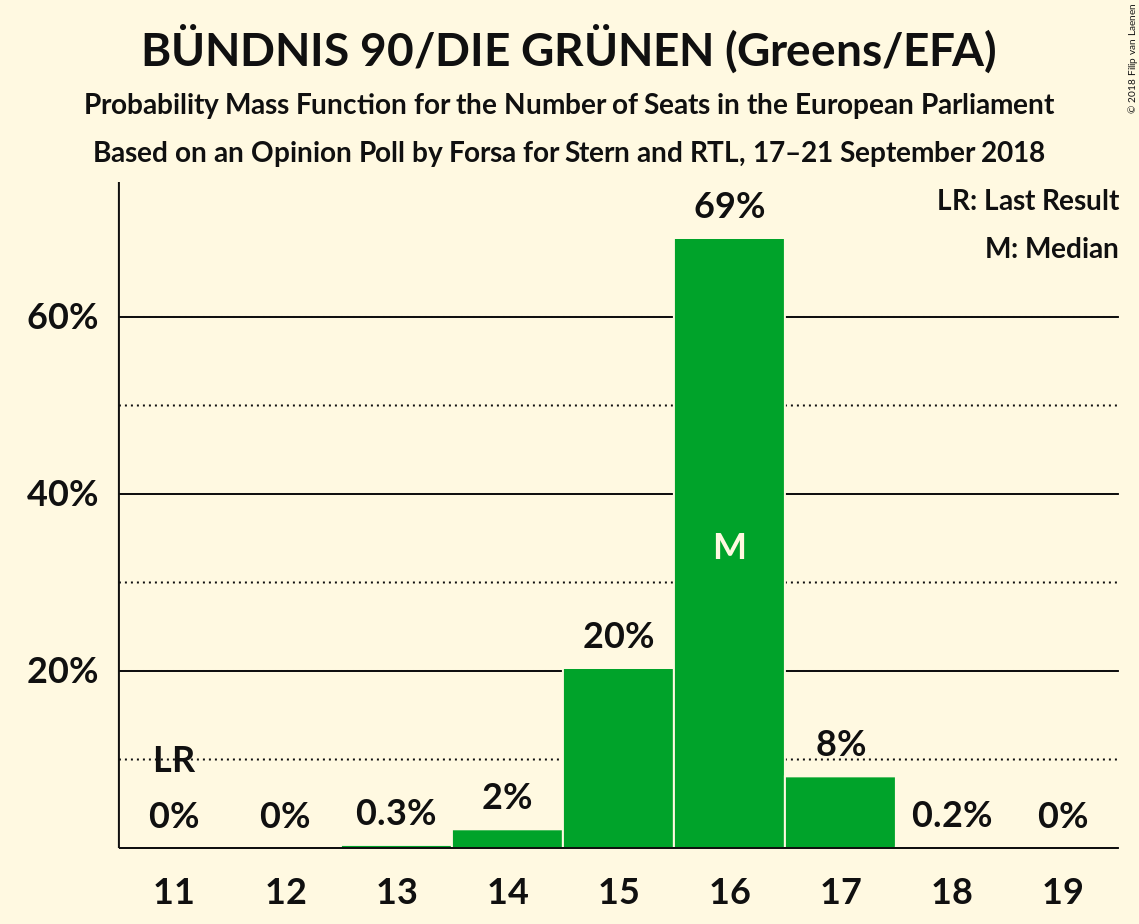 BÜNDNIS 90/DIE GRÜNEN (Greens/EFA)
Probability Mass Function for the Number of Seats in the European Parliament
Based on an Opinion Poll by Forsa for Stern and RTL, 17–21 September 2018
© 2018 Filip van Laenen
LR: Last Result
M: Median
69%
60%
40%
M
20%
20%
8%
LR
0%
0%
0.3%
2%
0.2%
0%
11 12 13 14 15 16 17 18 19